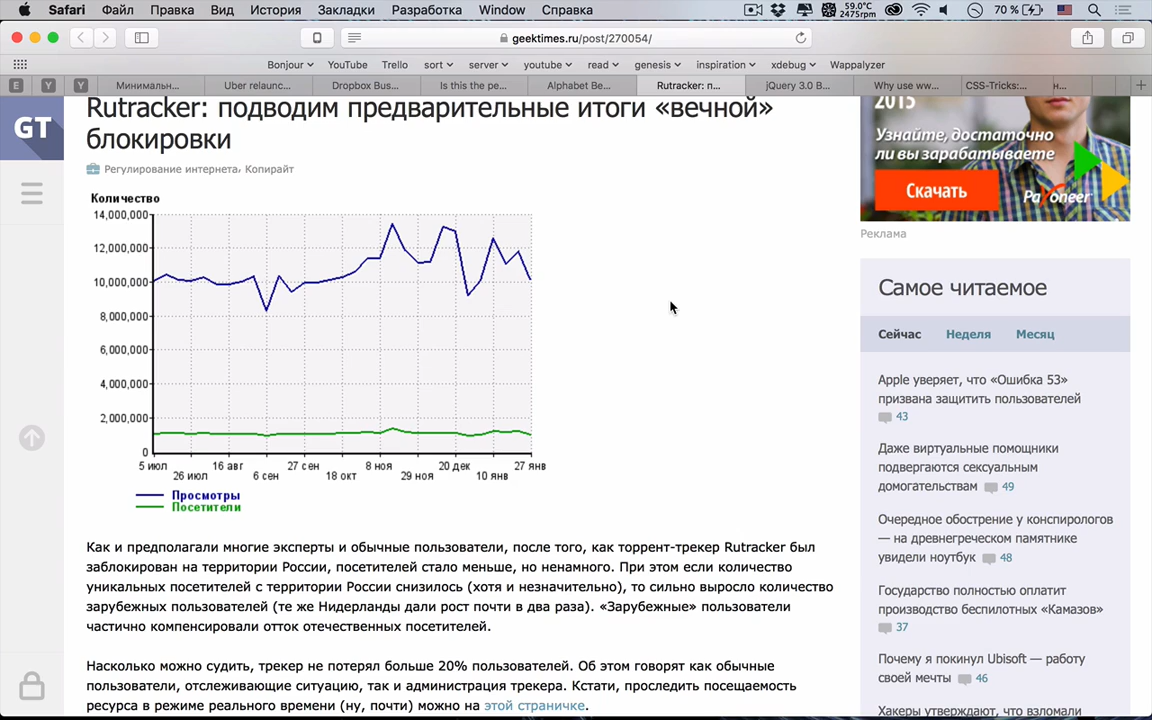 Safari Файл Правка Вид История Закладки Разработка Window Справка 59.0°C 2475rpm 70 %
geektimes.ru/post/270054/
Bonjour YouTube Trello sort server youtube read genesis inspiration xdebug Wappalyzer
E Y Y Минималь... Uber relaunc... Dropbox Bus... Is this the pe... Alphabet Be... Rutracker: п... jQuery 3.0 B... Why use ww... CSS-Tricks:... н...
GT
Rutracker: подводим предварительные итоги «вечной»
блокировки
Регулирование интернета, Копирайт
Количество
14,000,000
12,000,000
10,000,000
8,000,000
6,000,000
4,000,000
2,000,000
0
5 июл 16 авг 27 сен 8 ноя 20 дек 27 янв
26 июл 6 сен 18 окт 29 ноя 10 янв
Просмотры
Посетители
Как и предполагали многие эксперты и обычные пользователи, после того, как торрент-трекер Rutracker был
заблокирован на территории России, посетителей стало меньше, но ненамного. При этом если количество
уникальных посетителей с территории России снизилось (хотя и незначительно), то сильно выросло количество
зарубежных пользователей (те же Нидерланды дали рост почти в два раза). «Зарубежные» пользователи
частично компенсировали отток отечественных посетителей.
Насколько можно судить, трекер не потерял больше 20% пользователей. Об этом говорят как обычные
пользователи, отслеживающие ситуацию, так и администрация трекера. Кстати, проследить посещаемость
ресурса в режиме реального времени (ну, почти) можно на этой страничке.
2015
Узнайте, достаточно
ли вы зарабатываете
Скачать
Payoneer
Реклама
Самое читаемое
Сейчас Неделя Месяц
Apple уверяет, что «Ошибка 53»
призвана защитить пользователей
43
Даже виртуальные помощники
подвергаются сексуальным
домогательствам 49
Очередное обострение у конспирологов
— на древнегреческом памятнике
увидели ноутбук 48
Государство полностью оплатит
производство беспилотных «Камазов»
37
Почему я покинул Ubisoft — работу
своей мечты 46
Хакеры утверждают, что взломали